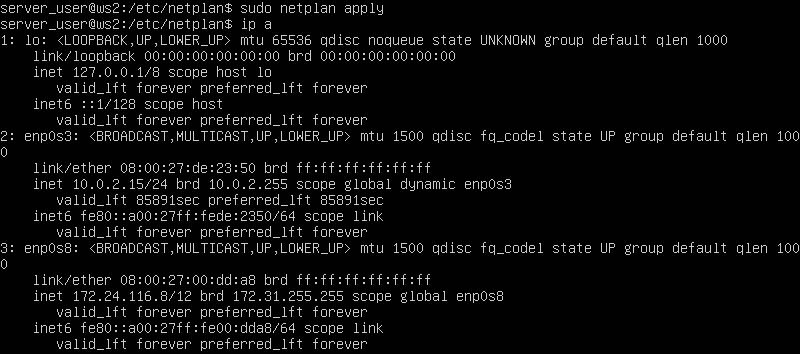 server_user@ws2:/etc/netplan$ sudo netplan apply
server_user@ws2:/etc/netplan$ ip a
1: lo: <LOOPBACK,UP,LOWER_UP> mtu 65536 qdisc noqueue state UNKNOWN group default qlen 1000
    link/loopback 00:00:00:00:00:00 brd 00:00:00:00:00:00
    inet 127.0.0.1/8 scope host lo
       valid_lft forever preferred_lft forever
    inet6 ::1/128 scope host
       valid_lft forever preferred_lft forever
2: enp0s3: <BROADCAST,MULTICAST,UP,LOWER_UP> mtu 1500 qdisc fq_codel state UP group default qlen 100
0
    link/ether 08:00:27:de:23:50 brd ff:ff:ff:ff:ff:ff
    inet 10.0.2.15/24 brd 10.0.2.255 scope global dynamic enp0s3
       valid_lft 85891sec preferred_lft 85891sec
    inet6 fe80::a00:27ff:fede:2350/64 scope link
       valid_lft forever preferred_lft forever
3: enp0s8: <BROADCAST,MULTICAST,UP,LOWER_UP> mtu 1500 qdisc fq_codel state UP group default qlen 100
0
    link/ether 08:00:27:00:dd:a8 brd ff:ff:ff:ff:ff:ff
    inet 172.24.116.8/12 brd 172.31.255.255 scope global enp0s8
       valid_lft forever preferred_lft forever
    inet6 fe80::a00:27ff:fe00:dda8/64 scope link
       valid_lft forever preferred_lft forever